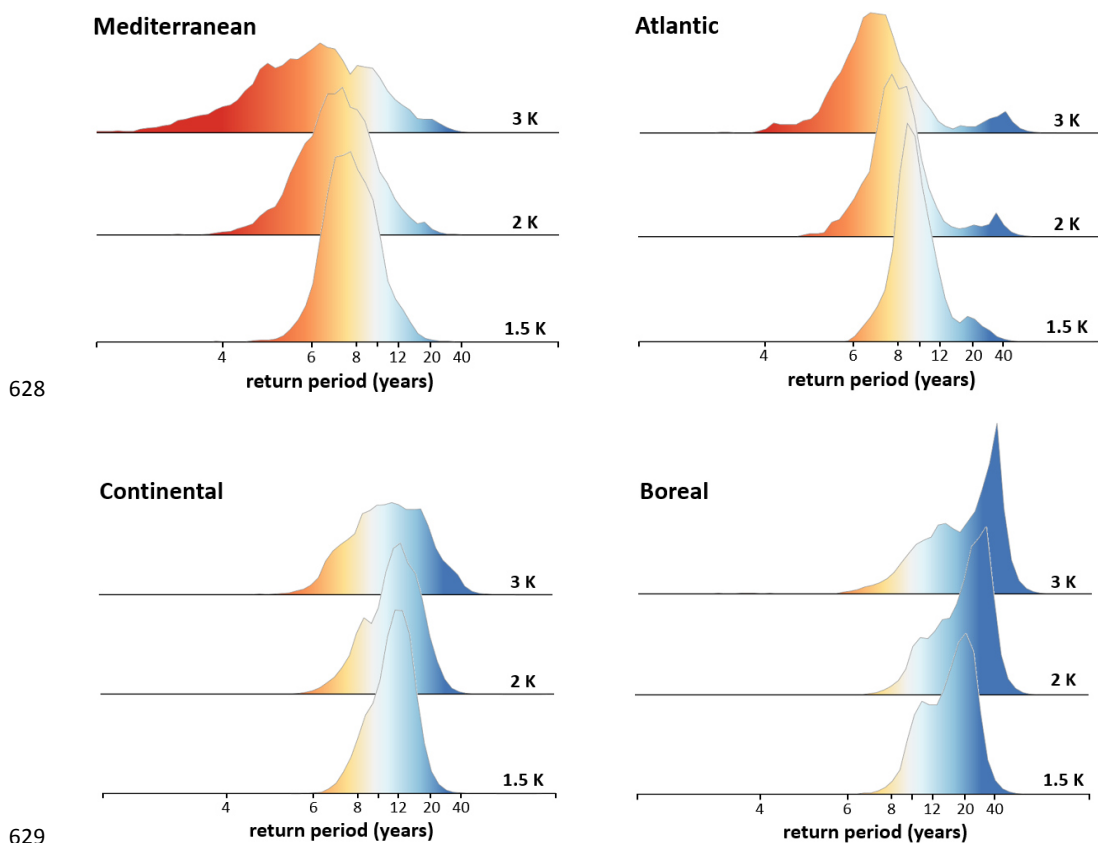 Mediterranean
3 K
2 K
1.5 K
4 6 8 12 20 40
return period (years)
Atlantic
3 K
2 K
1.5 K
4 6 8 12 20 40
return period (years)
628
Continental
3 K
2 K
1.5 K
4 6 8 12 20 40
return period (years)
Boreal
3 K
2 K
1.5 K
4 6 8 12 20 40
return period (years)
629